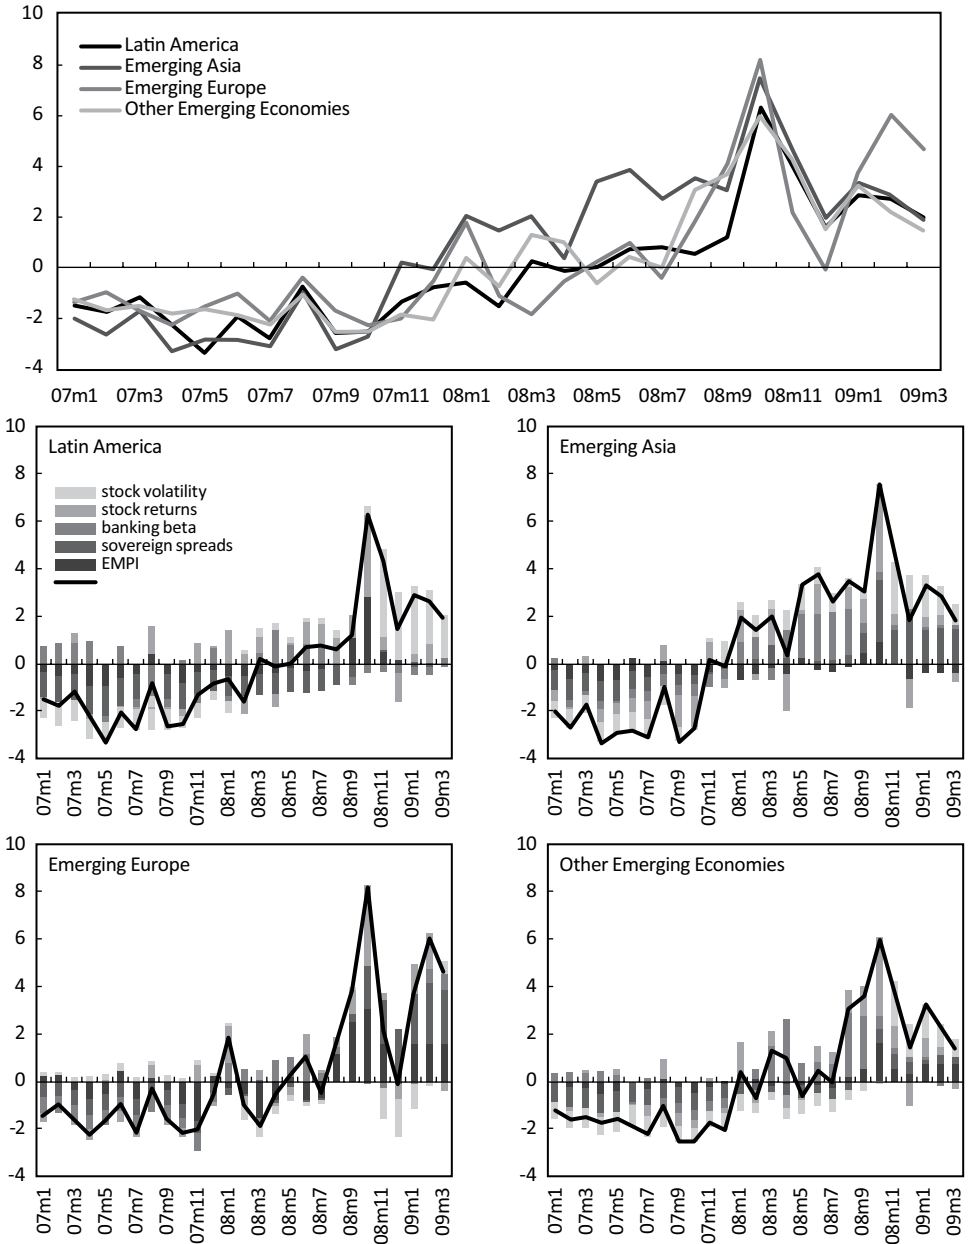 10
8
6
4
2
0
-2
-4
Latin America
Emerging Asia
Emerging Europe
Other Emerging Economies
07m1 07m3 07m5 07m7 07m9 07m11 08m1 08m3 08m5 08m7 08m9 08m11 09m1 09m3
10
8
6
4
2
0
-2
-4
Latin America
stock volatility
stock returns
banking beta
sovereign spreads
EMPI
07m1 07m3 07m5 07m7 07m9 07m11 08m1 08m3 08m5 08m7 08m9 08m11 09m1 09m3
10
8
6
4
2
0
-2
-4
Emerging Asia
07m1 07m3 07m5 07m7 07m9 07m11 08m1 08m3 08m5 08m7 08m9 08m11 09m1 09m3
10
8
6
4
2
0
-2
-4
Emerging Europe
07m1 07m3 07m5 07m7 07m9 07m11 08m1 08m3 08m5 08m7 08m9 08m11 09m1 09m3
10
8
6
4
2
0
-2
-4
Other Emerging Economies
07m1 07m3 07m5 07m7 07m9 07m11 08m1 08m3 08m5 08m7 08m9 08m11 09m1 09m3